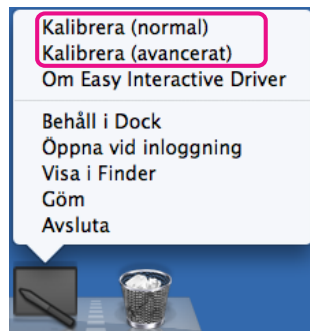 Kalibrera (normal)
Kalibrera (avancerat)
Om Easy Interactive Driver
Behåll i Dock
Öppna vid inloggning
Visa i Finder
Göm
Avsluta